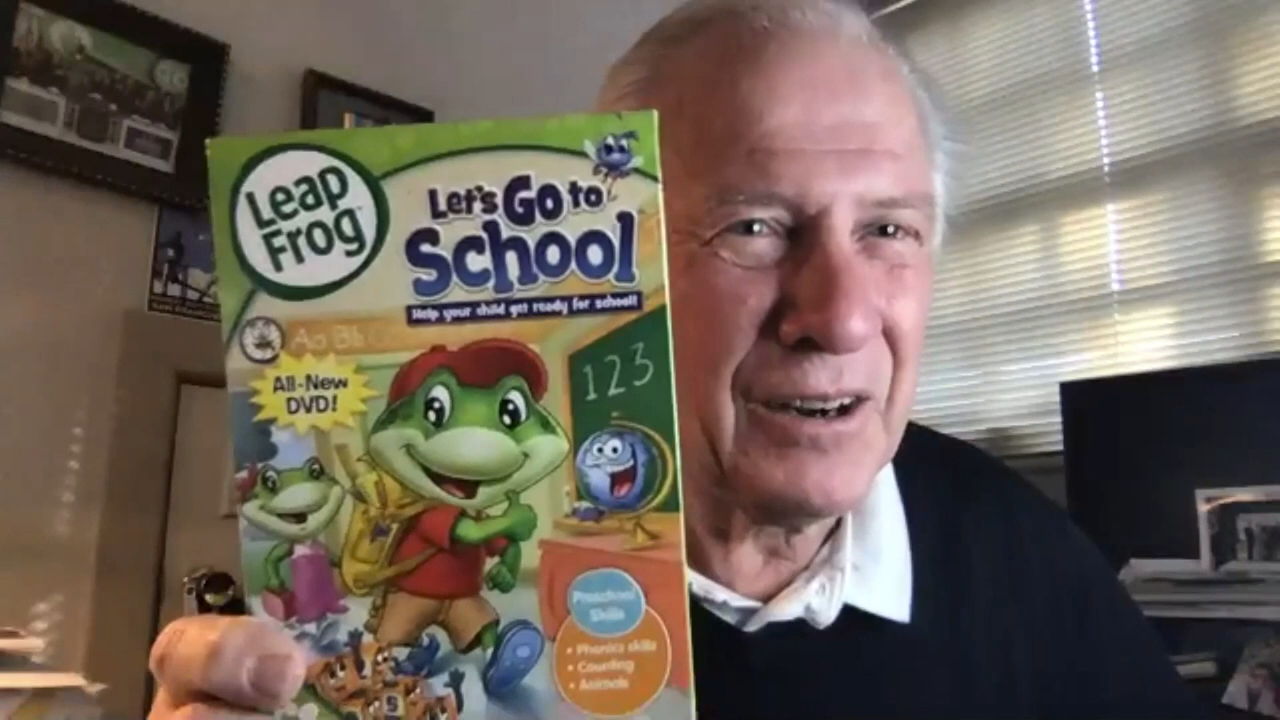 Leap
Frog
Let's Go to
School
Help your child get ready for school!
Aa Bb C
All-New
DVD!
123
Preschool
Skills
• Phonics skills
• Counting
• Animals
S